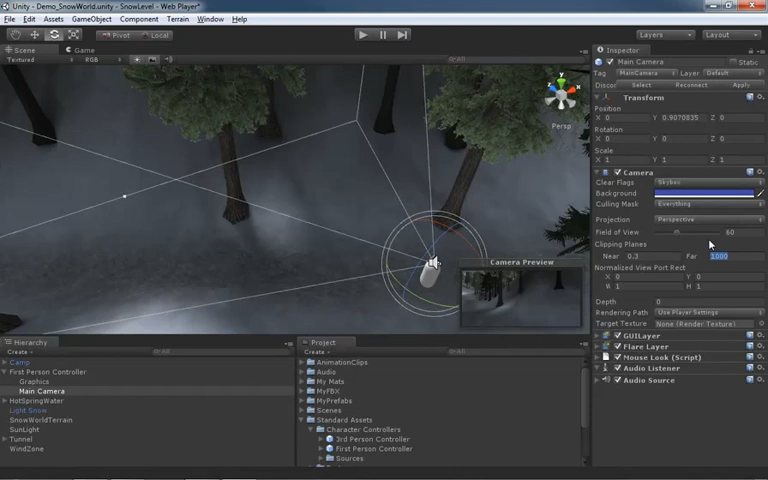 Unity - Demo_SnowWorld.unity - SnowLevel - Web Player*
File Edit Assets GameObject Component Terrain Window Help
Pivot Local Layers Layout
Scene Game
Textured RGB All
y
x
z
Persp
Camera Preview
Inspector
Main Camera Static
Tag MainCamera Layer Default
Select Reconnect Apply
Transform
Position
X 0 Y 0.9070835 Z 0
Rotation
X 0 Y 0 Z 0
Scale
X 1 Y 1 Z 1
Camera
Clear Flags Skybox
Background
Culling Mask Everything
Projection Perspective
Field of View 60
Clipping Planes
Near 0.3 Far 1000
Normalized View Port Rect
X 0 Y 0
W 1 H 1
Depth 0
Rendering Path Use Player Settings
Target Texture None (Render Texture)
GUILayer
Flare Layer
Mouse Look (Script)
Audio Listener
Audio Source
Hierarchy
Create All
Camp
First Person Controller
Graphics
Main Camera
HotSpringWater
Light Snow
SnowWorldTerrain
SunLight
Tunnel
WindZone
Project
Create All
AnimationClips
Audio
My Mats
MyFBX
MyPrefabs
Scenes
Standard Assets
Character Controllers
3rd Person Controller
First Person Controller
Sources